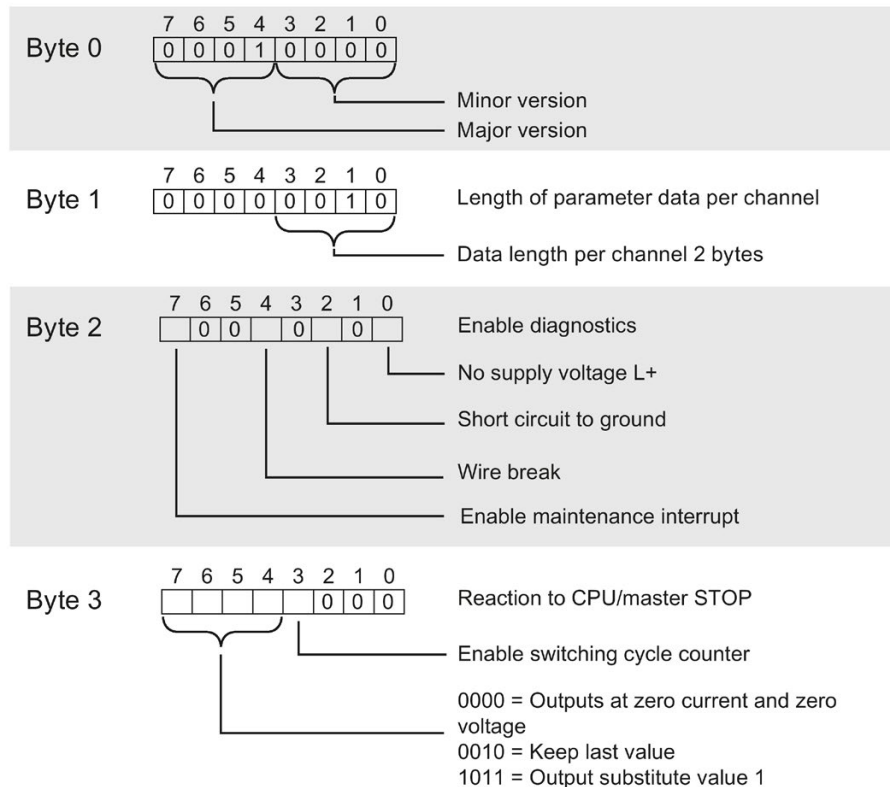 7 6 5 4 3 2 1 0
Byte 0 0 0 0 1 0 0 0 0
Minor version
Major version
7 6 5 4 3 2 1 0
Byte 1 0 0 0 0 0 0 1 0 Length of parameter data per channel
Data length per channel 2 bytes
7 6 5 4 3 2 1 0
Byte 2 0 0 0 0 Enable diagnostics
No supply voltage L+
Short circuit to ground
Wire break
Enable maintenance interrupt
7 6 5 4 3 2 1 0
Byte 3 0 0 0 Reaction to CPU/master STOP
Enable switching cycle counter
0000 = Outputs at zero current and zero
voltage
0010 = Keep last value
1011 = Output substitute value 1